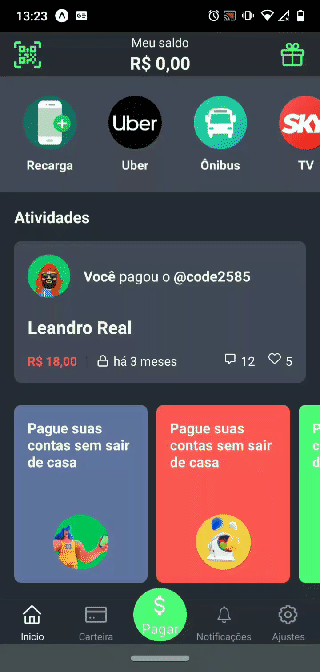 13:23
Meu saldo
R$ 0,00
Recarga
Uber
Uber
Ônibus
SKY
TV
Atividades
Você pagou o @code2585
Leandro Real
R$ 18,00
há 3 meses
12
5
Pague suas
contas sem sair
de casa
Pague suas
contas sem sair
de casa
Inicio
Carteira
$
Pagar
Notificações
Ajustes